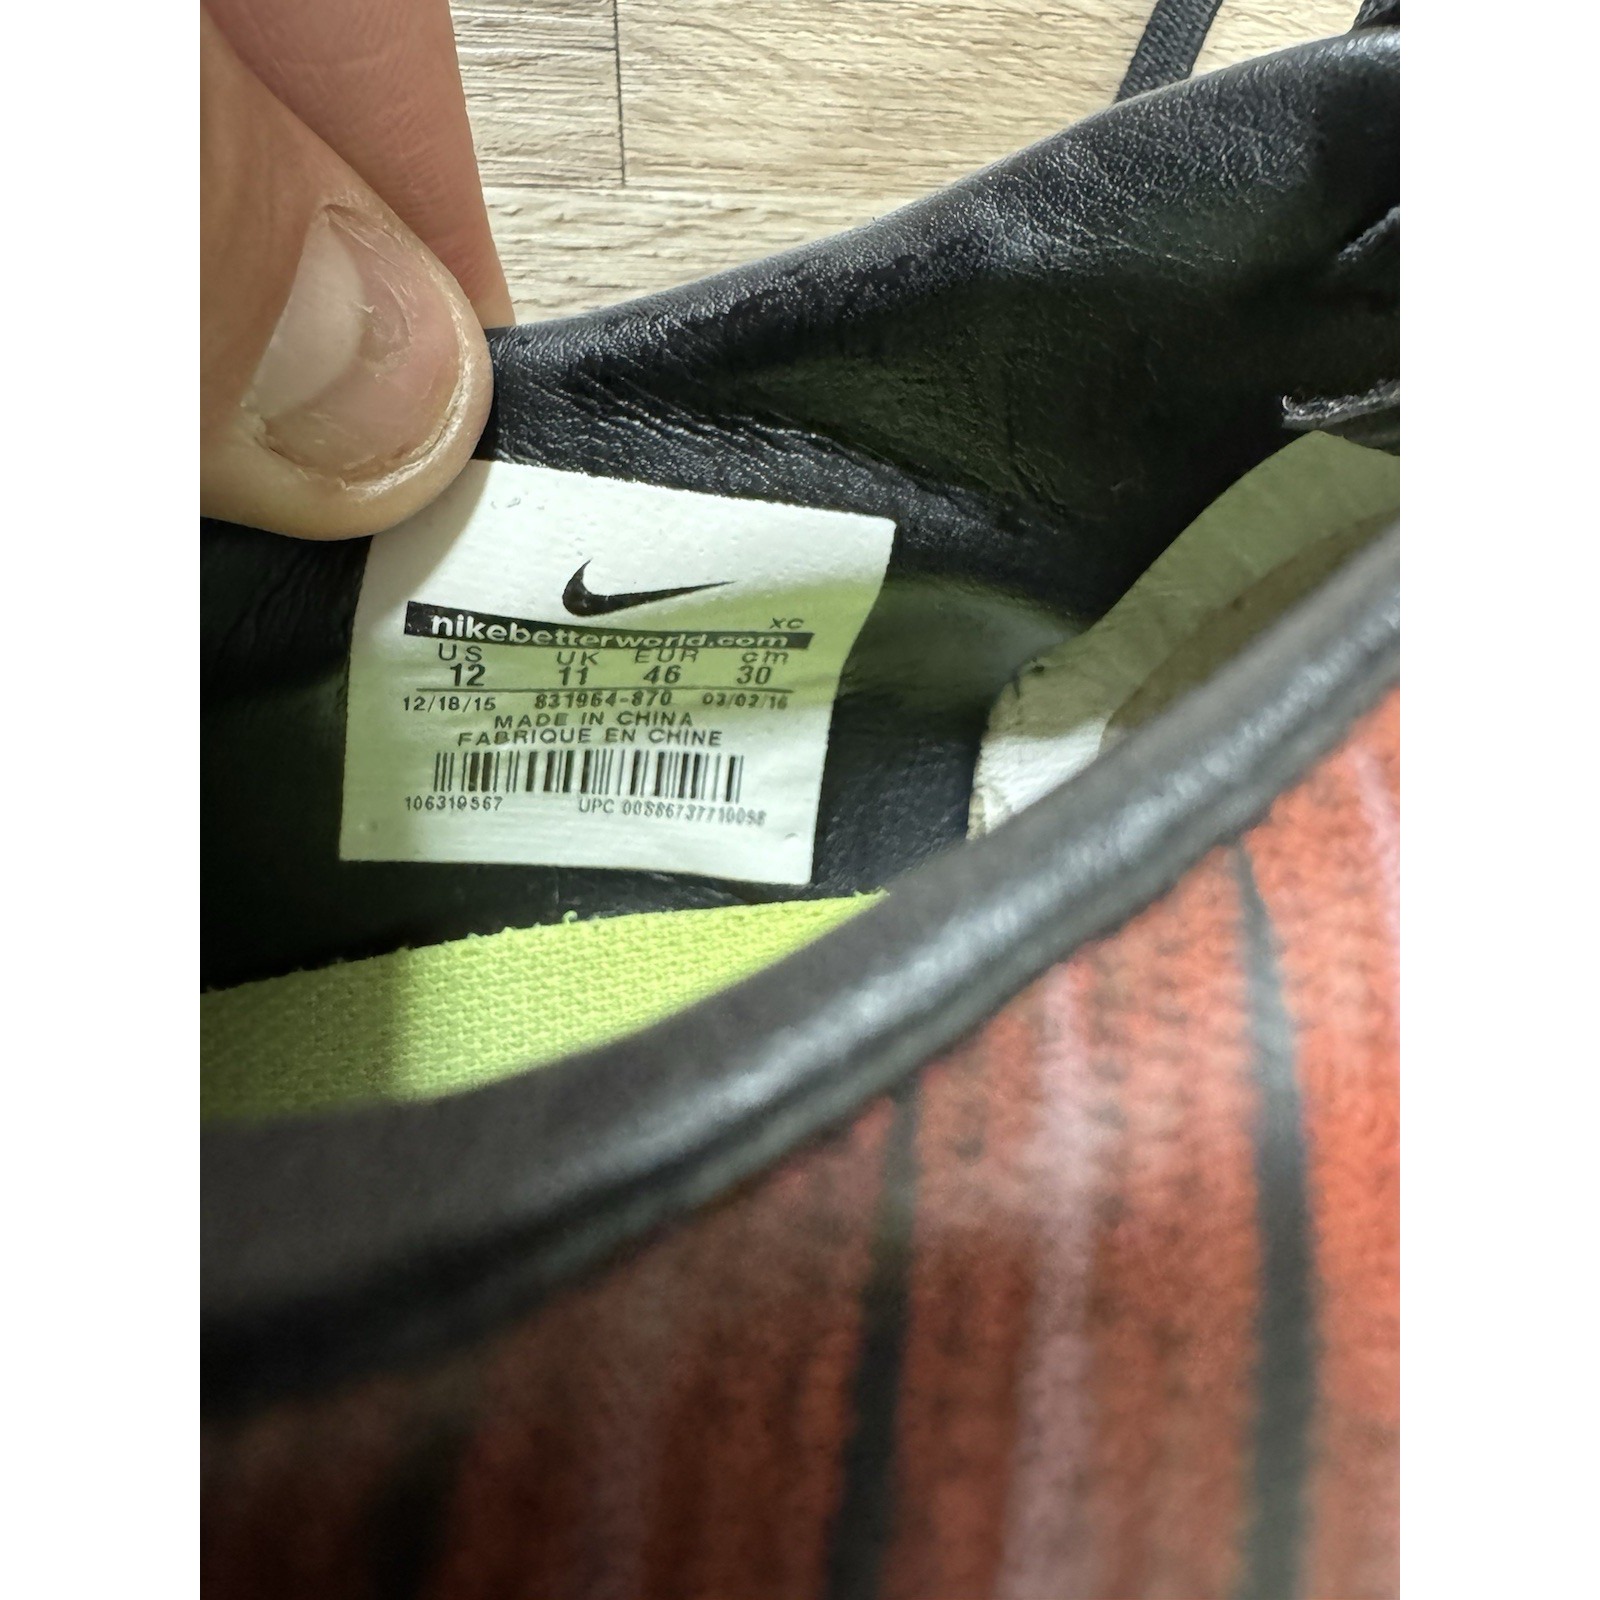 XC
nikebetterworld.com
US UK EUR cm
12 11 46 30
12/18/15 831964-870 03/02/16
MADE IN CHINA
FABRIQUE EN CHINE
106319567 UPC 00886737710098